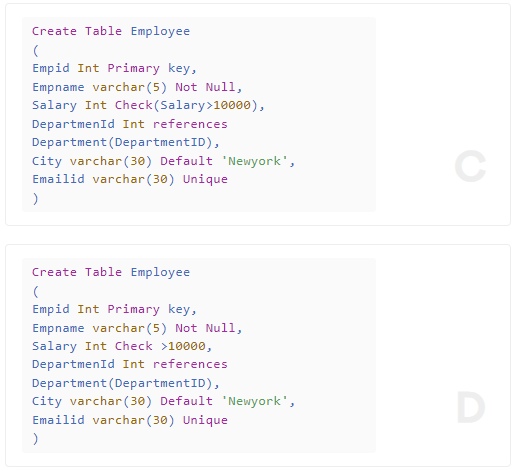 Create Table Employee
(
Empid Int Primary key,
Empname varchar(5) Not Null,
Salary Int Check(Salary>10000),
DepartmenId Int references
Department(DepartmentID),
City varchar(30) Default 'Newyork',
Emailid varchar(30) Unique
)
C
Create Table Employee
(
Empid Int Primary key,
Empname varchar(5) Not Null,
Salary Int Check >10000,
DepartmenId Int references
Department(DepartmentID),
City varchar(30) Default 'Newyork',
Emailid varchar(30) Unique
)
D